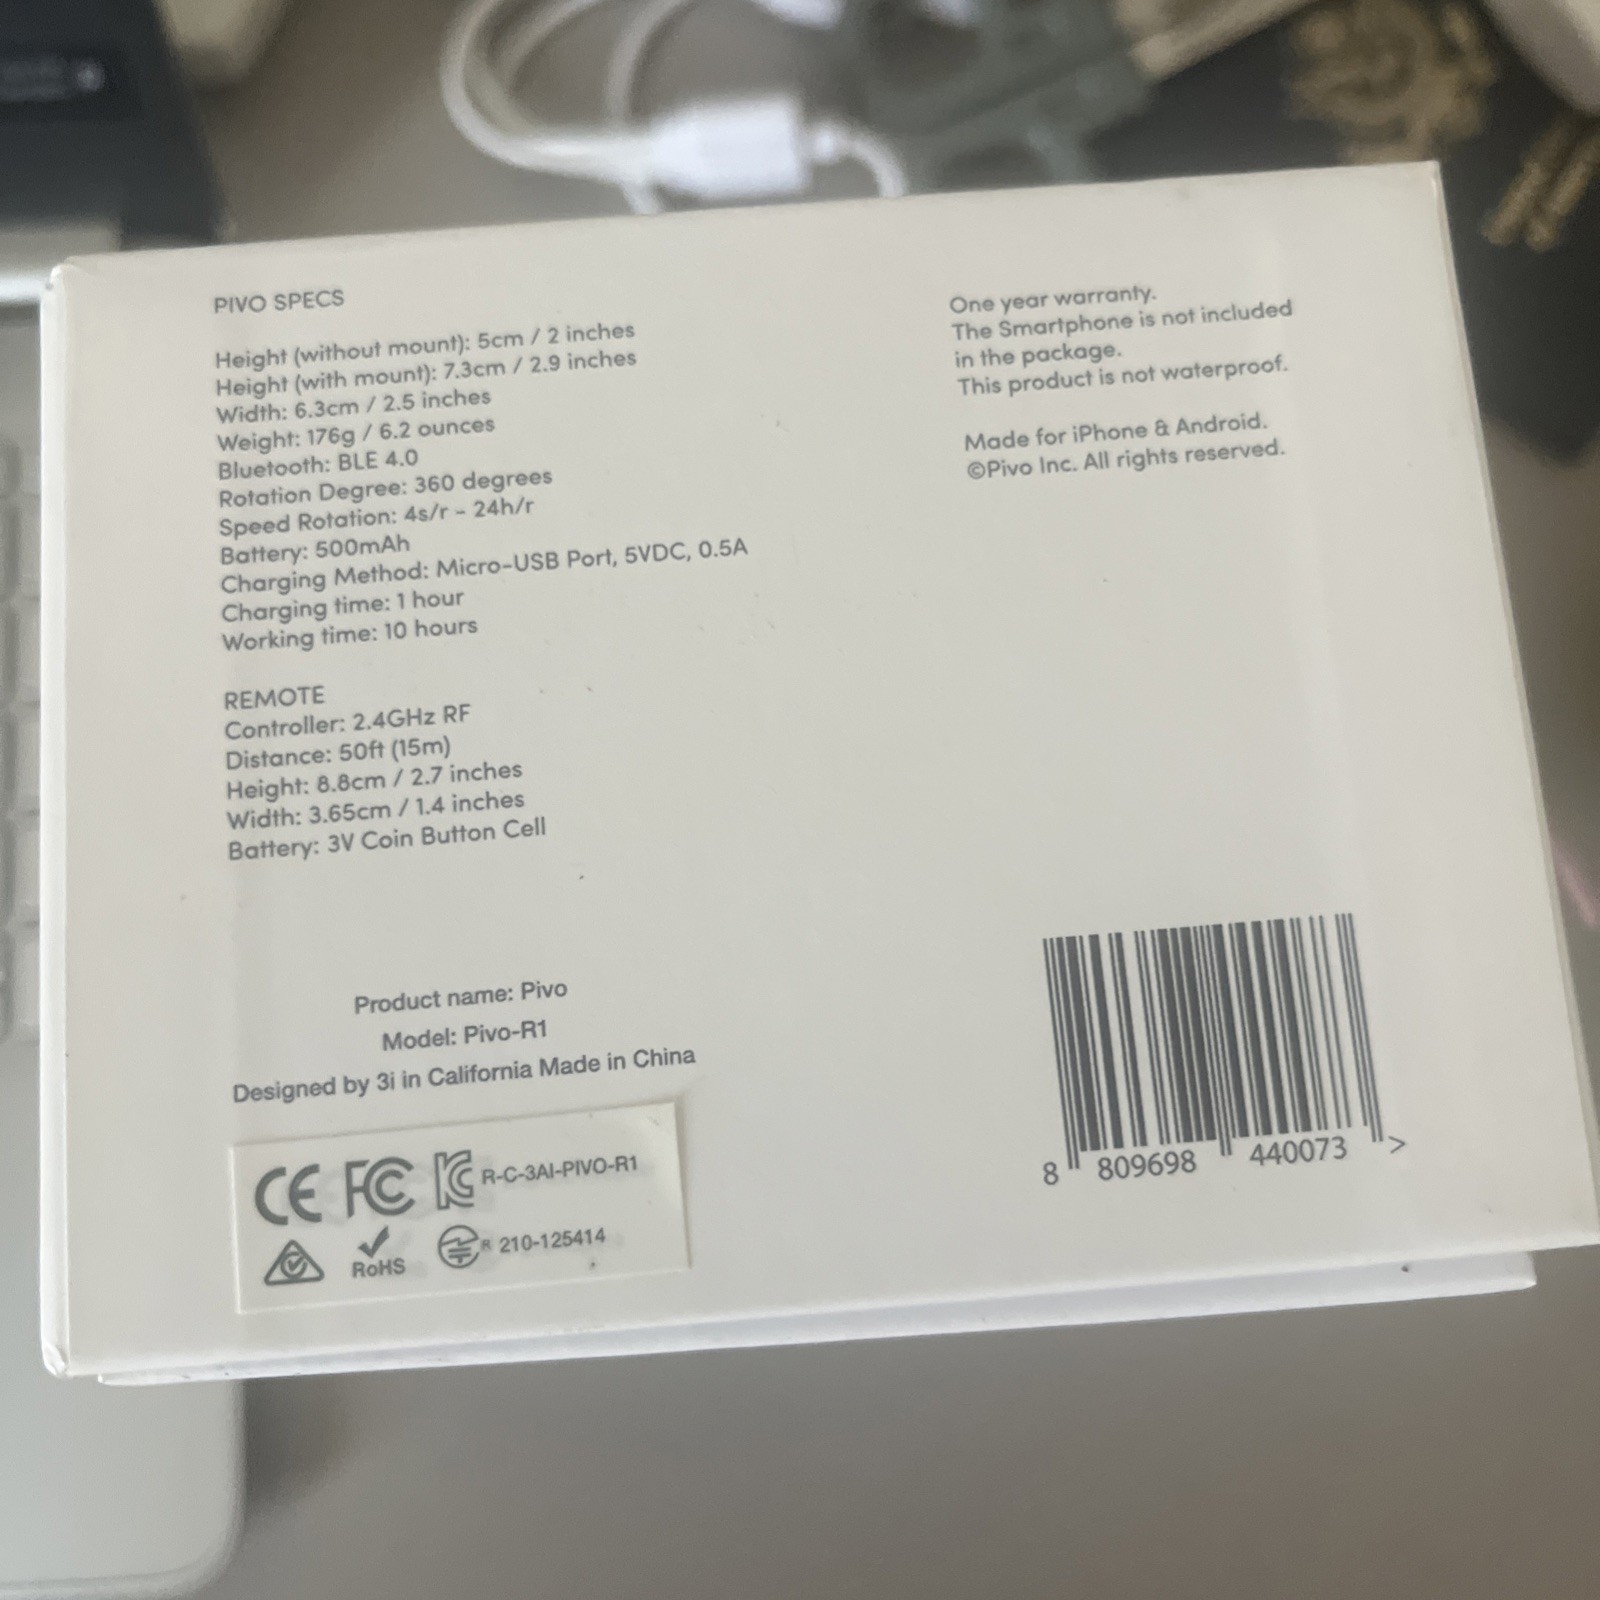 PIVO SPECS
Height (without mount): 5cm / 2 inches
Height (with mount): 7.3cm / 2.9 inches
Width: 6.3cm / 2.5 inches
Weight: 176g / 6.2 ounces
Bluetooth: BLE 4.0
Rotation Degree: 360 degrees
Speed Rotation: 4s/r - 24h/r
Battery: 500mAh
Charging Method: Micro-USB Port, 5VDC, 0.5A
Charging time: 1 hour
Working time: 10 hours
REMOTE
Controller: 2.4GHz RF
Distance: 50ft (15m)
Height: 8.8cm / 2.7 inches
Width: 3.65cm / 1.4 inches
Battery: 3V Coin Button Cell
One year warranty.
The Smartphone is not included
in the package.
This product is not waterproof.
Made for iPhone & Android.
©Pivo Inc. All rights reserved.
Product name: Pivo
Model: Pivo-R1
Designed by 3i in California Made in China
CE FC KC R-C-3AI-PIVO-R1
RoHS R 210-125414
8 809698 440073 >